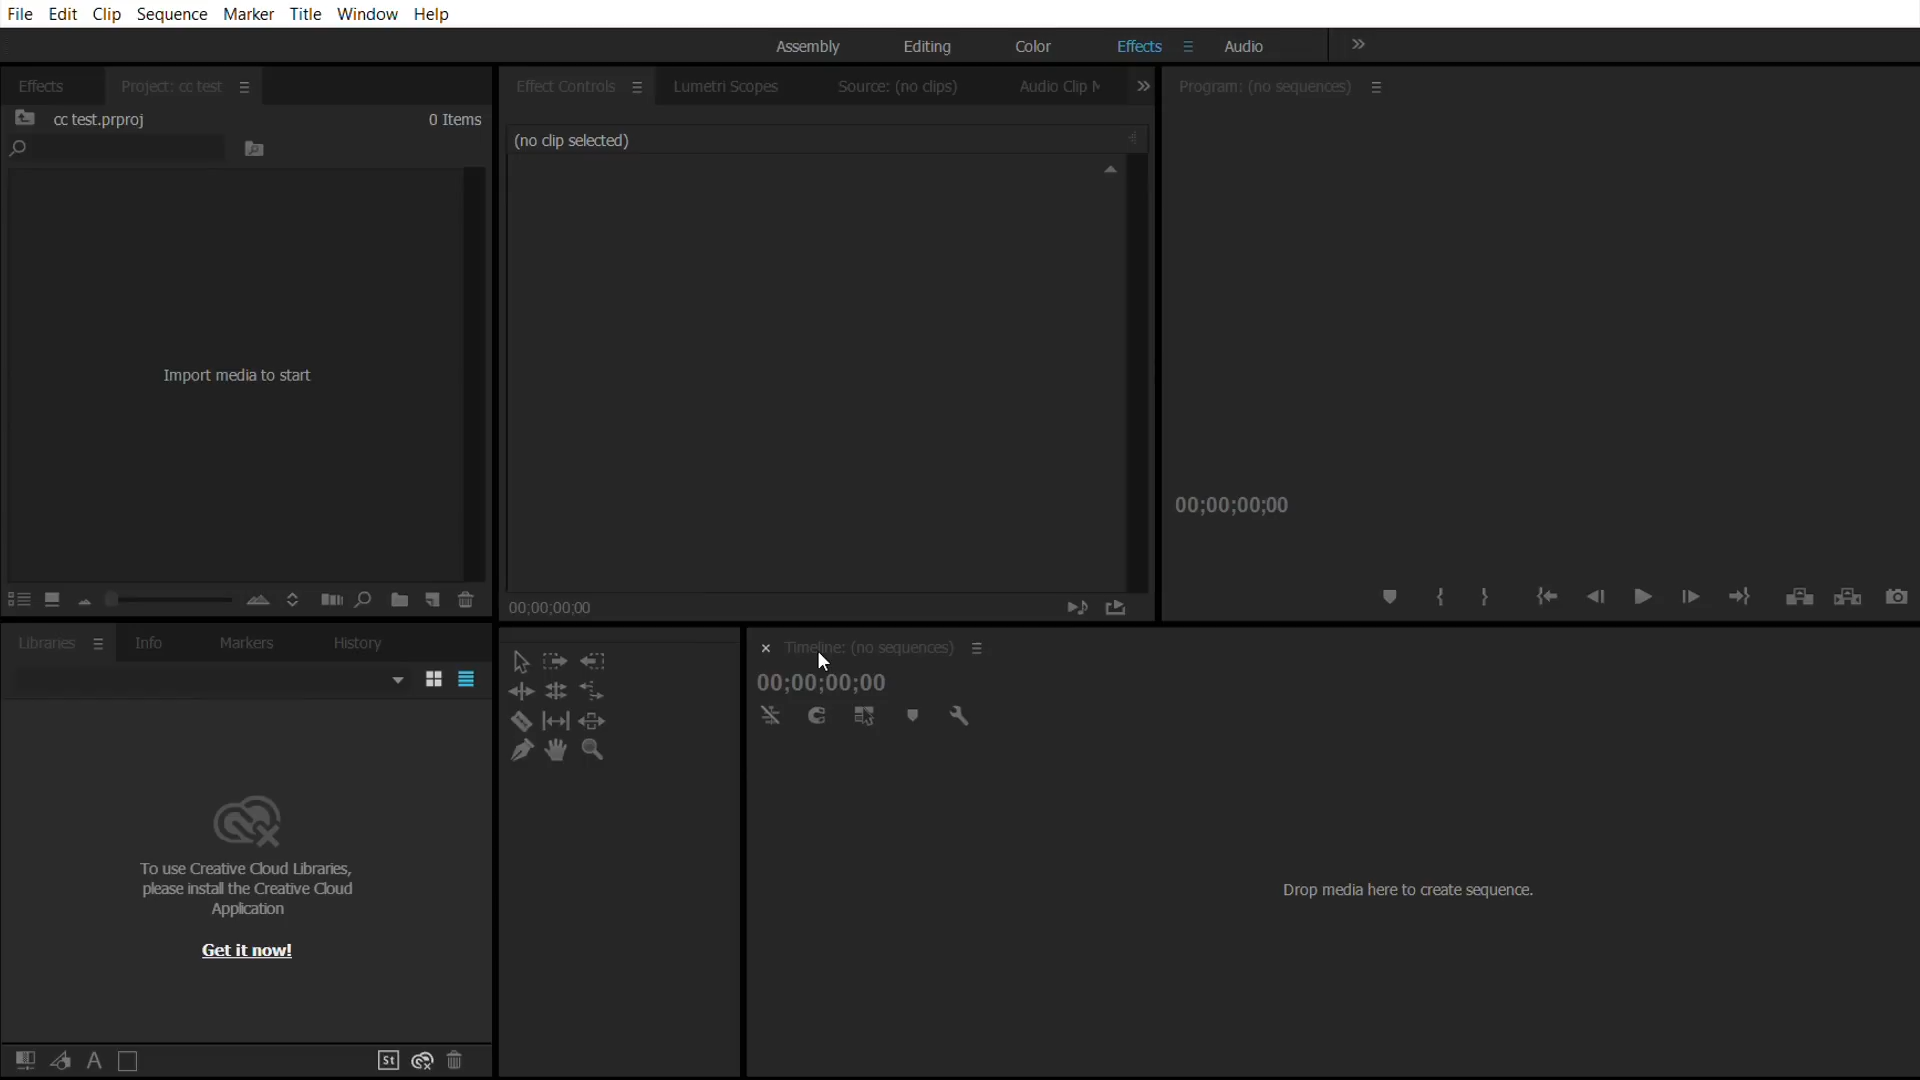 File Edit Clip Sequence Marker Title Window Help
Assembly Editing Color Effects Audio
Effects Project: cc test
cc test.prproj 0 Items
Import media to start
Effect Controls Lumetri Scopes Source: (no clips) Audio Clip
(no clip selected)
00;00;00;00
Program: (no sequences)
00;00;00;00
Libraries Info Markers History
To use Creative Cloud Libraries,
please install the Creative Cloud
Application
Get it now!
A St
Timeline: (no sequences)
00;00;00;00
Drop media here to create sequence.